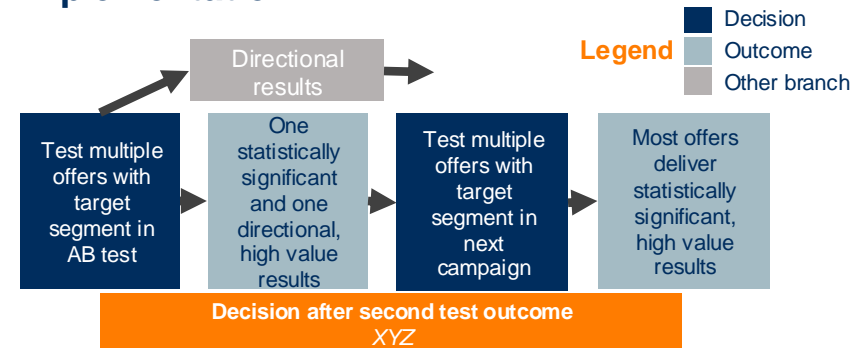 Decision
Legend
Outcome
Other branch
Directional
results
Test multiple
offers with
target
segment in
AB test
One
statistically
significant
and one
directional,
high value
results
Test multiple
offers with
target
segment in
next
campaign
Most offers
deliver
statistically
significant,
high value
results
Decision after second test outcome
XYZ